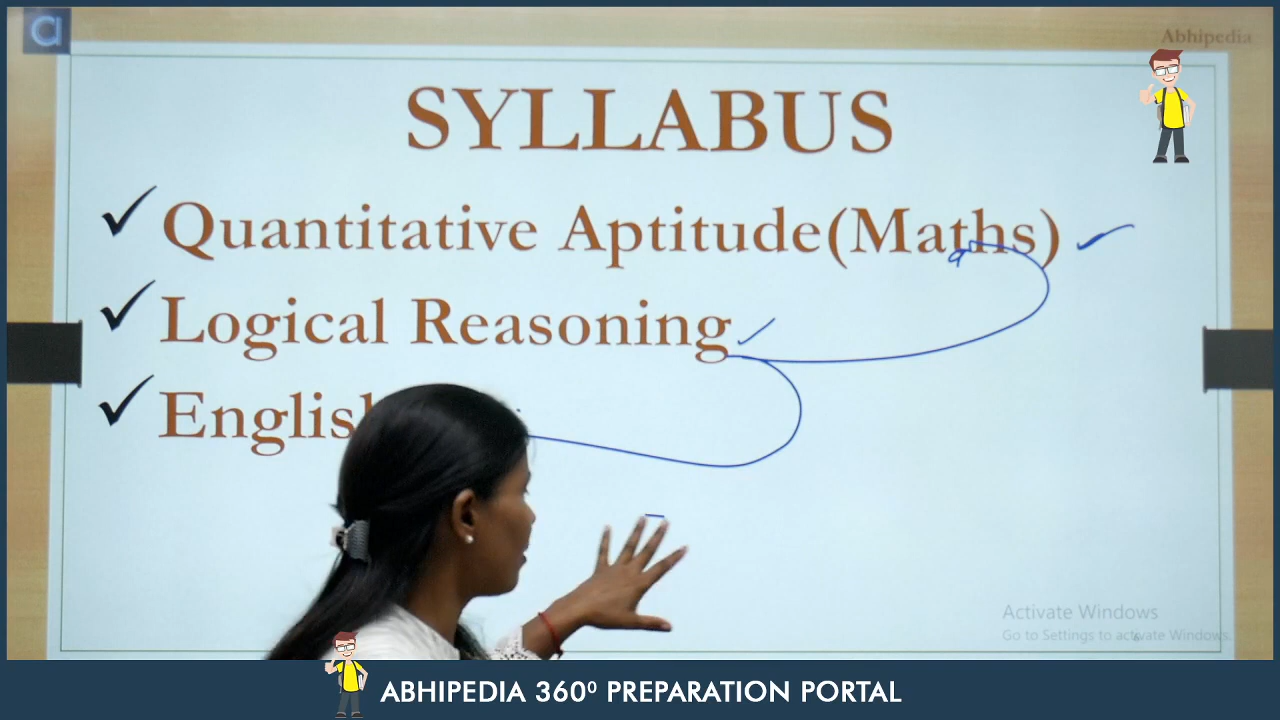 a
Abhipedia
SYLLABUS
✓ Quantitative Aptitude(Maths)
✓ Logical Reasoning
✓ Englis
Activate Windows
Go to Settings to activate Windows.
ABHIPEDIA 360⁰ PREPARATION PORTAL